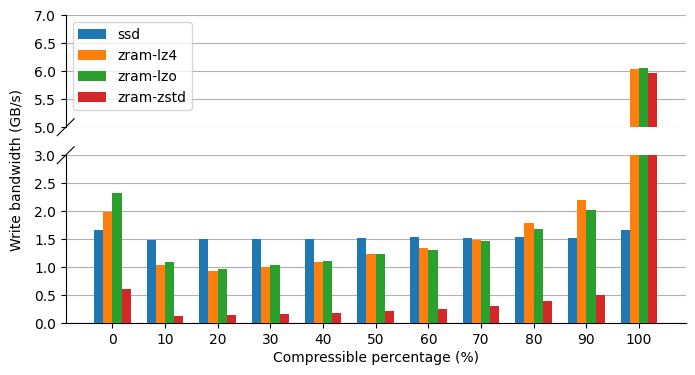 7.0
6.5
6.0
5.5
5.0
3.0
2.5
2.0
1.5
1.0
0.5
0.0
Write bandwidth (GB/s)
ssd
zram-lz4
zram-lzo
zram-zstd
0 10 20 30 40 50 60 70 80 90 100
Compressible percentage (%)